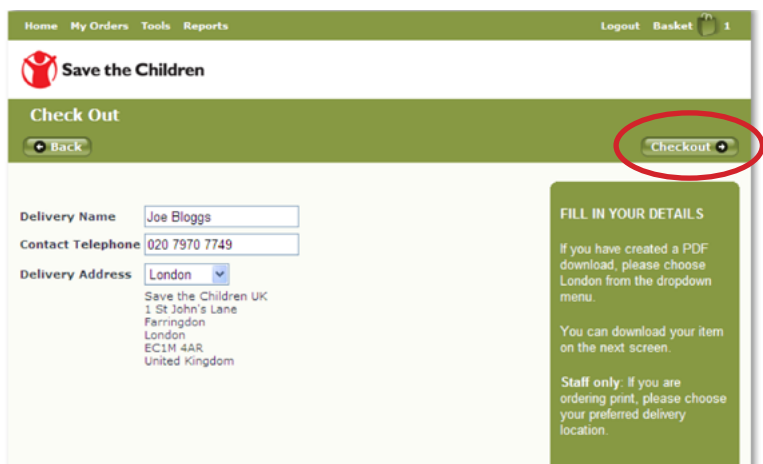 Home My Orders Tools Reports Logout Basket 1
Save the Children
Check Out
Back Checkout
Delivery Name Joe Bloggs
Contact Telephone 020 7970 7749
Delivery Address London
Save the Children UK
1 St John's Lane
Farringdon
London
EC1M 4AR
United Kingdom
FILL IN YOUR DETAILS
If you have created a PDF
download, please choose
London from the dropdown
menu.
You can download your item
on the next screen.
Staff only: If you are
ordering print, please choose
your preferred delivery
location.